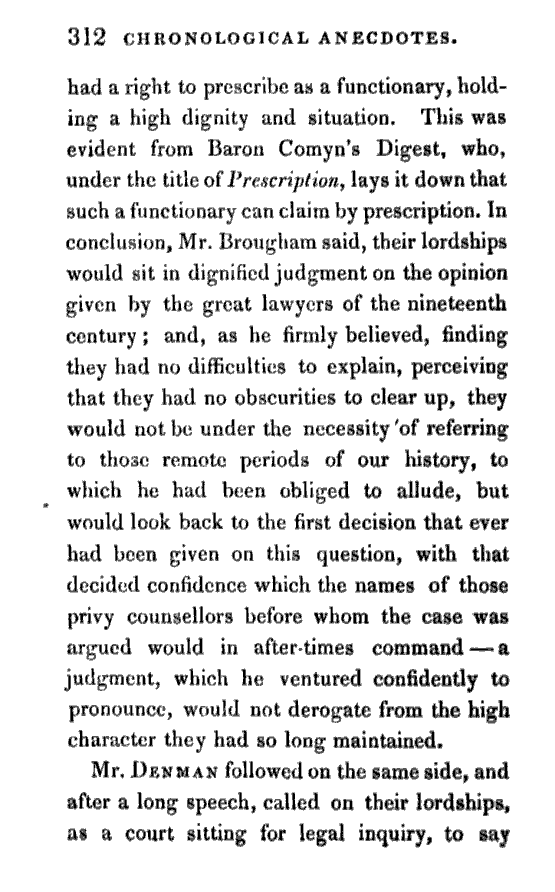 312 CHRONOLOGICAL ANECDOTES.
had a right to prescribe as a functionary, hold-
ing a high dignity and situation. This was
evident from Baron Comyn's Digest, who,
under the title of Prescription, lays it down that
such a functionary can claim by prescription. In
conclusion, Mr. Brougham said, their lordships
would sit in dignified judgment on the opinion
given by the great lawyers of the nineteenth
century; and, as he firmly believed, finding
they had no difficulties to explain, perceiving
that they had no obscurities to clear up, they
would not be under the necessity 'of referring
to those remote periods of our history, to
which he had been obliged to allude, but
would look back to the first decision that ever
had been given on this question, with that
decided confidence which the names of those
privy counsellors before whom the case was
argued would in after-times command — a
judgment, which he ventured confidently to
pronounce, would not derogate from the high
character they had so long maintained.
Mr. DENMAN followed on the same side, and
after a long speech, called on their lordships,
as a court sitting for legal inquiry, to say